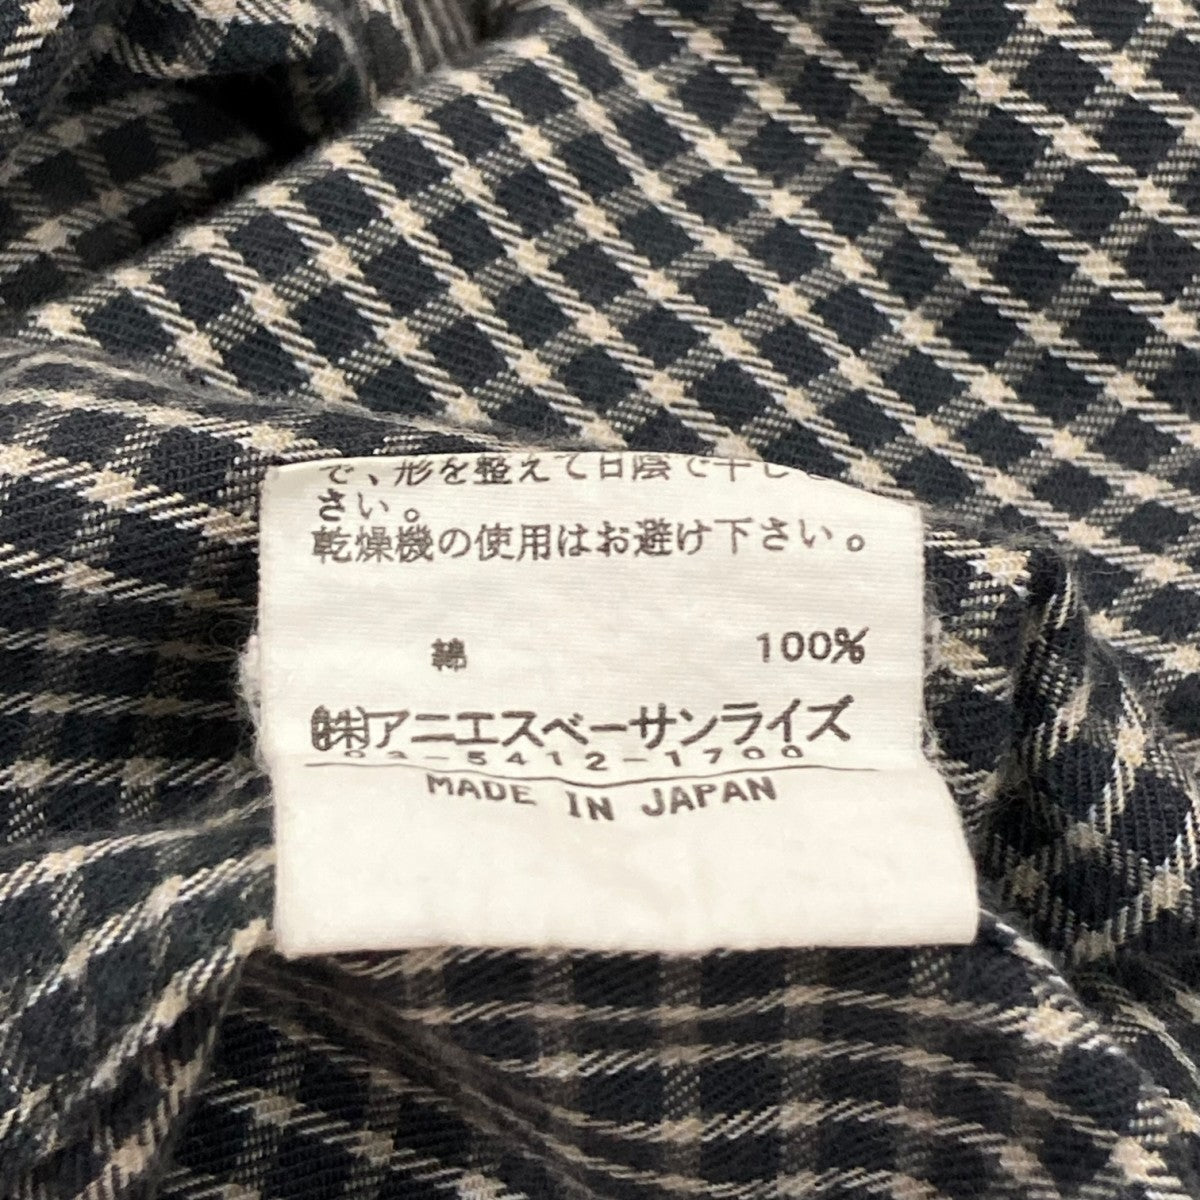 で、形を整えて日陰で干して
さい。
乾燥機の使用はお避け下さい。
綿 100%
(株)アニエスベーサンライズ
03-5412-1700
MADE IN JAPAN